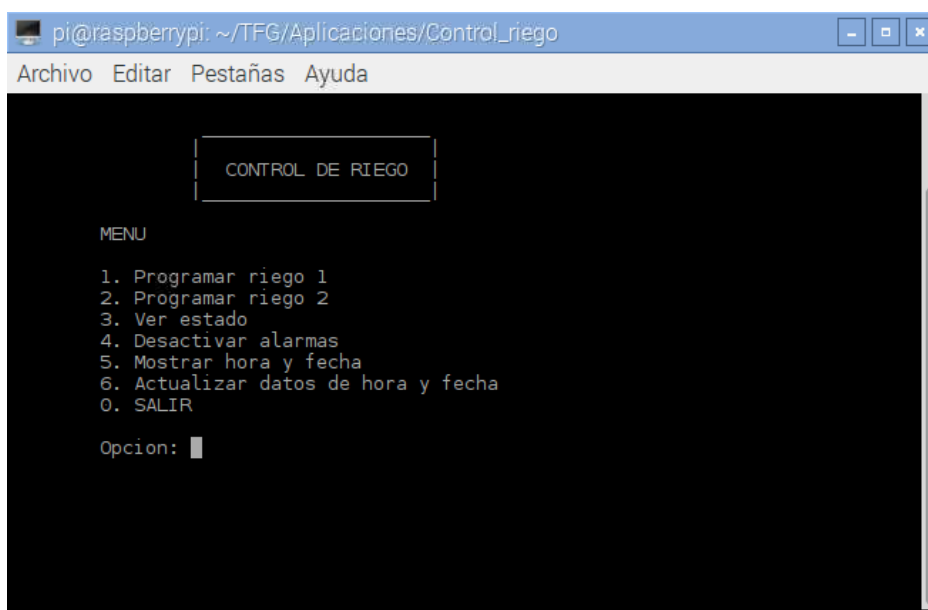 pi@raspberrypi: ~/TFG/Aplicaciones/Control_riego
Archivo Editar Pestañas Ayuda
CONTROL DE RIEGO
MENU
1. Programar riego 1
2. Programar riego 2
3. Ver estado
4. Desactivar alarmas
5. Mostrar hora y fecha
6. Actualizar datos de hora y fecha
0. SALIR
Opcion: